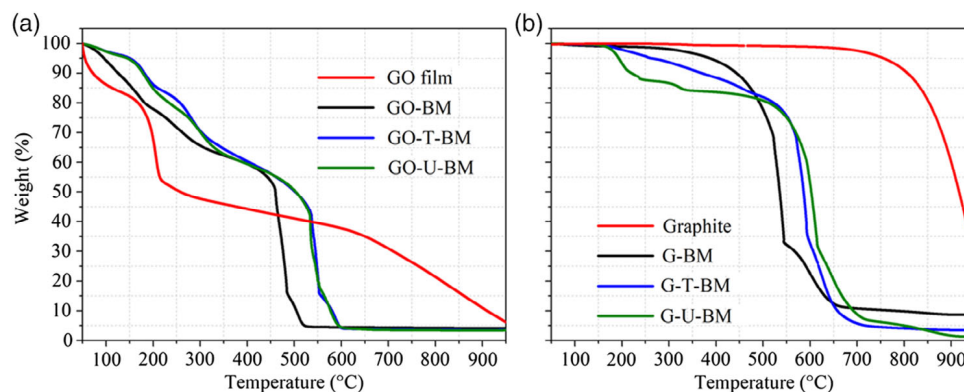 (a)
100
90
80
70
60
50
40
30
20
10
0
Weight (%)
GO film
GO-BM
GO-T-BM
GO-U-BM
100 200 300 400 500 600 700 800 900
Temperature (°C)
(b)
Graphite
G-BM
G-T-BM
G-U-BM
100 200 300 400 500 600 700 800 900
Temperature (°C)